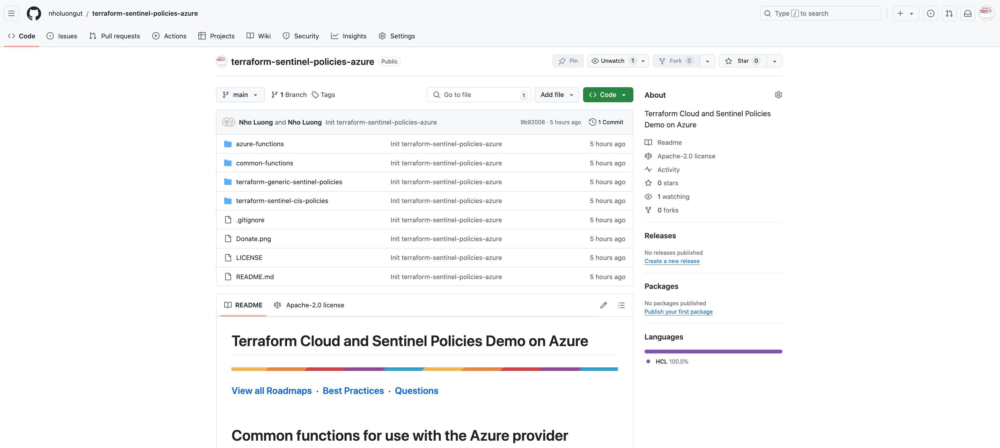 nholuongut / terraform-sentinel-policies-azure
Type / to search
Code Issues Pull requests Actions Projects Wiki Security Insights Settings
terraform-sentinel-policies-azure Public
Pin Unwatch 1 Fork 0 Star 0
main 1 Branch Tags Go to file t Add file Code
Nho Luong and Nho Luong Init terraform-sentinel-policies-azure 9b92008 · 5 hours ago 1 Commit
azure-functions Init terraform-sentinel-policies-azure 5 hours ago
common-functions Init terraform-sentinel-policies-azure 5 hours ago
terraform-generic-sentinel-policies Init terraform-sentinel-policies-azure 5 hours ago
terraform-sentinel-cis-policies Init terraform-sentinel-policies-azure 5 hours ago
.gitignore Init terraform-sentinel-policies-azure 5 hours ago
Donate.png Init terraform-sentinel-policies-azure 5 hours ago
LICENSE Init terraform-sentinel-policies-azure 5 hours ago
README.md Init terraform-sentinel-policies-azure 5 hours ago
README Apache-2.0 license
Terraform Cloud and Sentinel Policies Demo on Azure
View all Roadmaps · Best Practices · Questions
Common functions for use with the Azure provider
About
Terraform Cloud and Sentinel Policies
Demo on Azure
Readme
Apache-2.0 license
Activity
0 stars
1 watching
0 forks
Releases
No releases published
Create a new release
Packages
No packages published
Publish your first package
Languages
HCL 100.0%